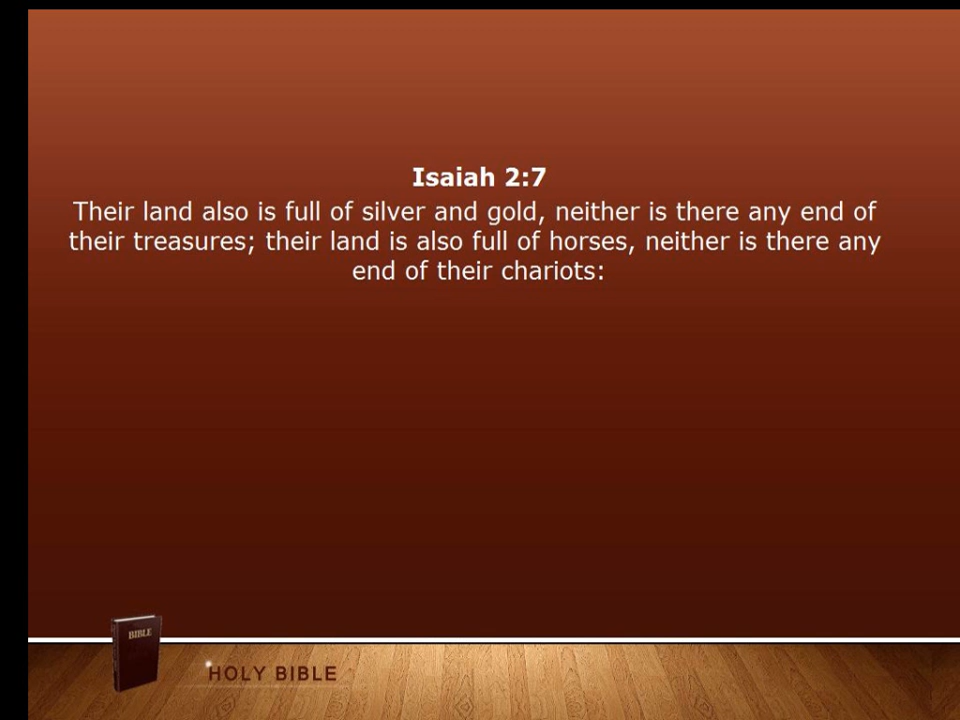 Isaiah 2:7
Their land also is full of silver and gold, neither is there any end of
their treasures; their land is also full of horses, neither is there any
end of their chariots:
BIBLE
HOLY BIBLE